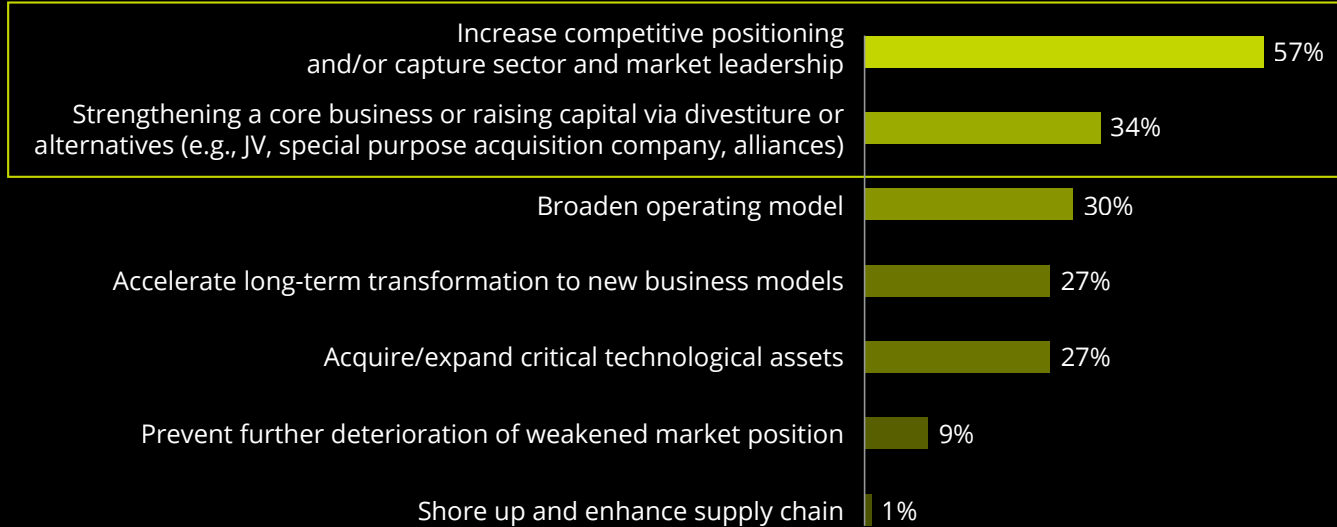 Increase competitive positioning
and/or capture sector and market leadership
57%
Strengthening a core business or raising capital via divestiture or
alternatives (e.g., JV, special purpose acquisition company, alliances)
34%
Broaden operating model
30%
Accelerate long-term transformation to new business models
27%
Acquire/expand critical technological assets
27%
Prevent further deterioration of weakened market position
9%
Shore up and enhance supply chain
1%